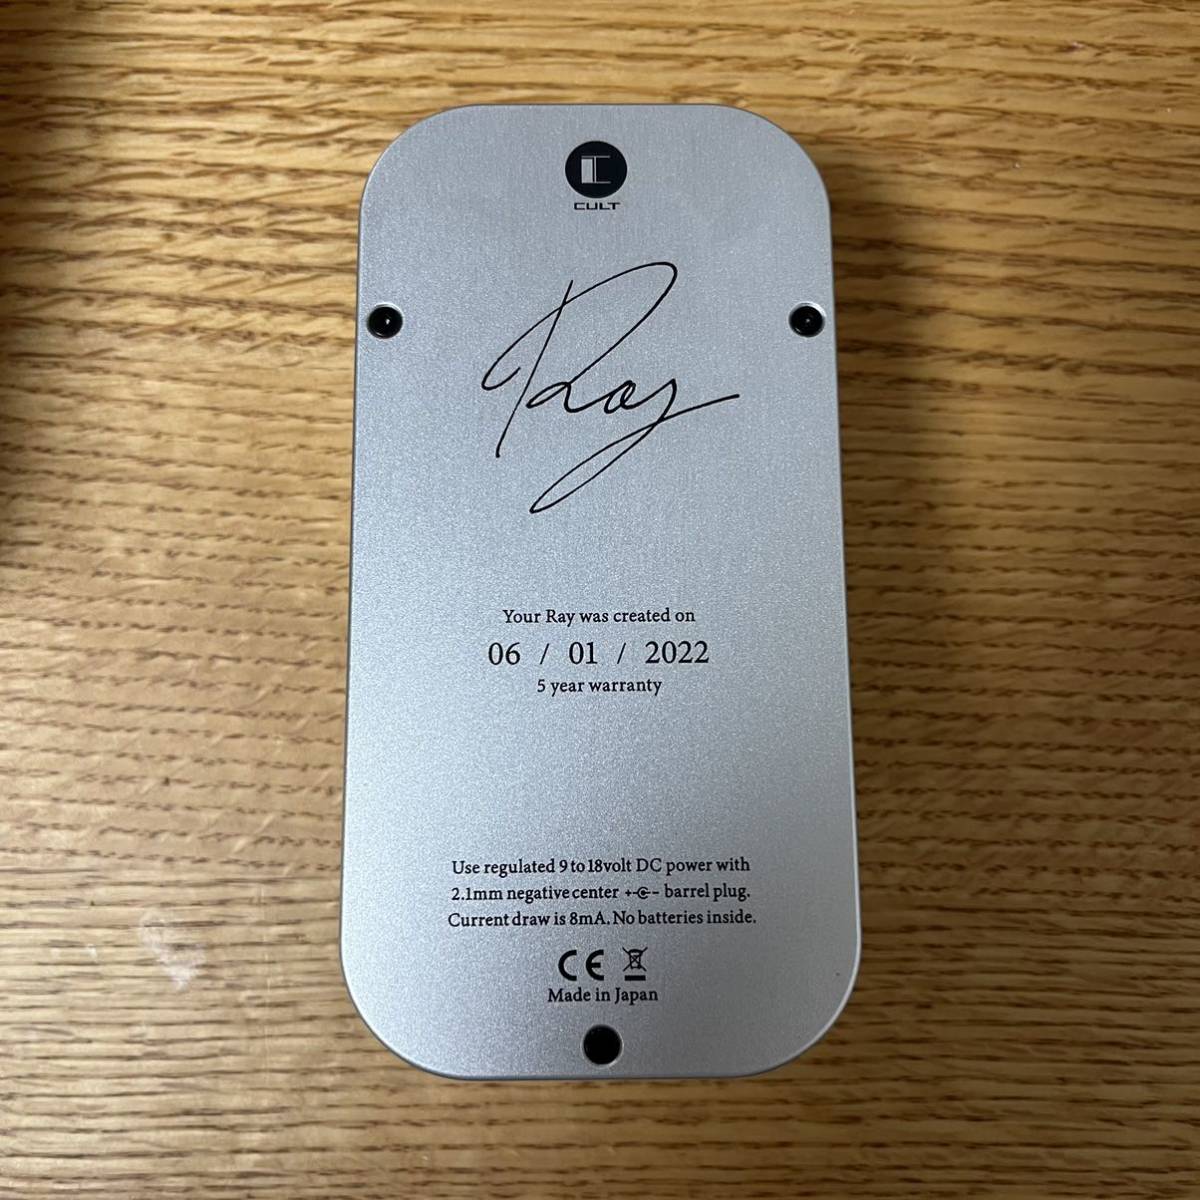 CULT
Ray
Your Ray was created on
06 / 01 / 2022
5 year warranty
Use regulated 9 to 18volt DC power with
2.1mm negative center +-C- barrel plug.
Current draw is 8mA. No batteries inside.
CE
Made in Japan